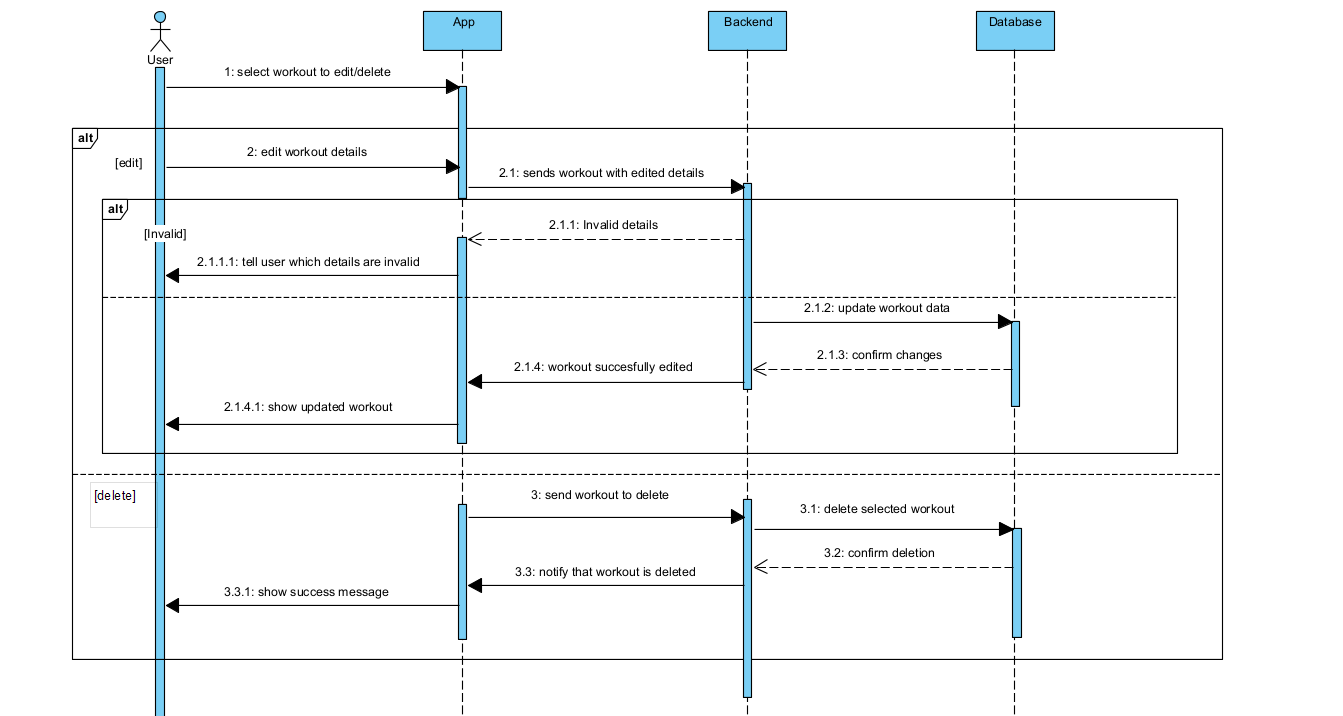 App
Backend
Database
User
1: select workout to edit/delete
alt
[edit]
2: edit workout details
2.1: sends workout with edited details
alt
[Invalid]
2.1.1: Invalid details
2.1.1.1: tell user which details are invalid
2.1.2: update workout data
2.1.3: confirm changes
2.1.4: workout succesfully edited
2.1.4.1: show updated workout
[delete]
3: send workout to delete
3.1: delete selected workout
3.2: confirm deletion
3.3: notify that workout is deleted
3.3.1: show success message